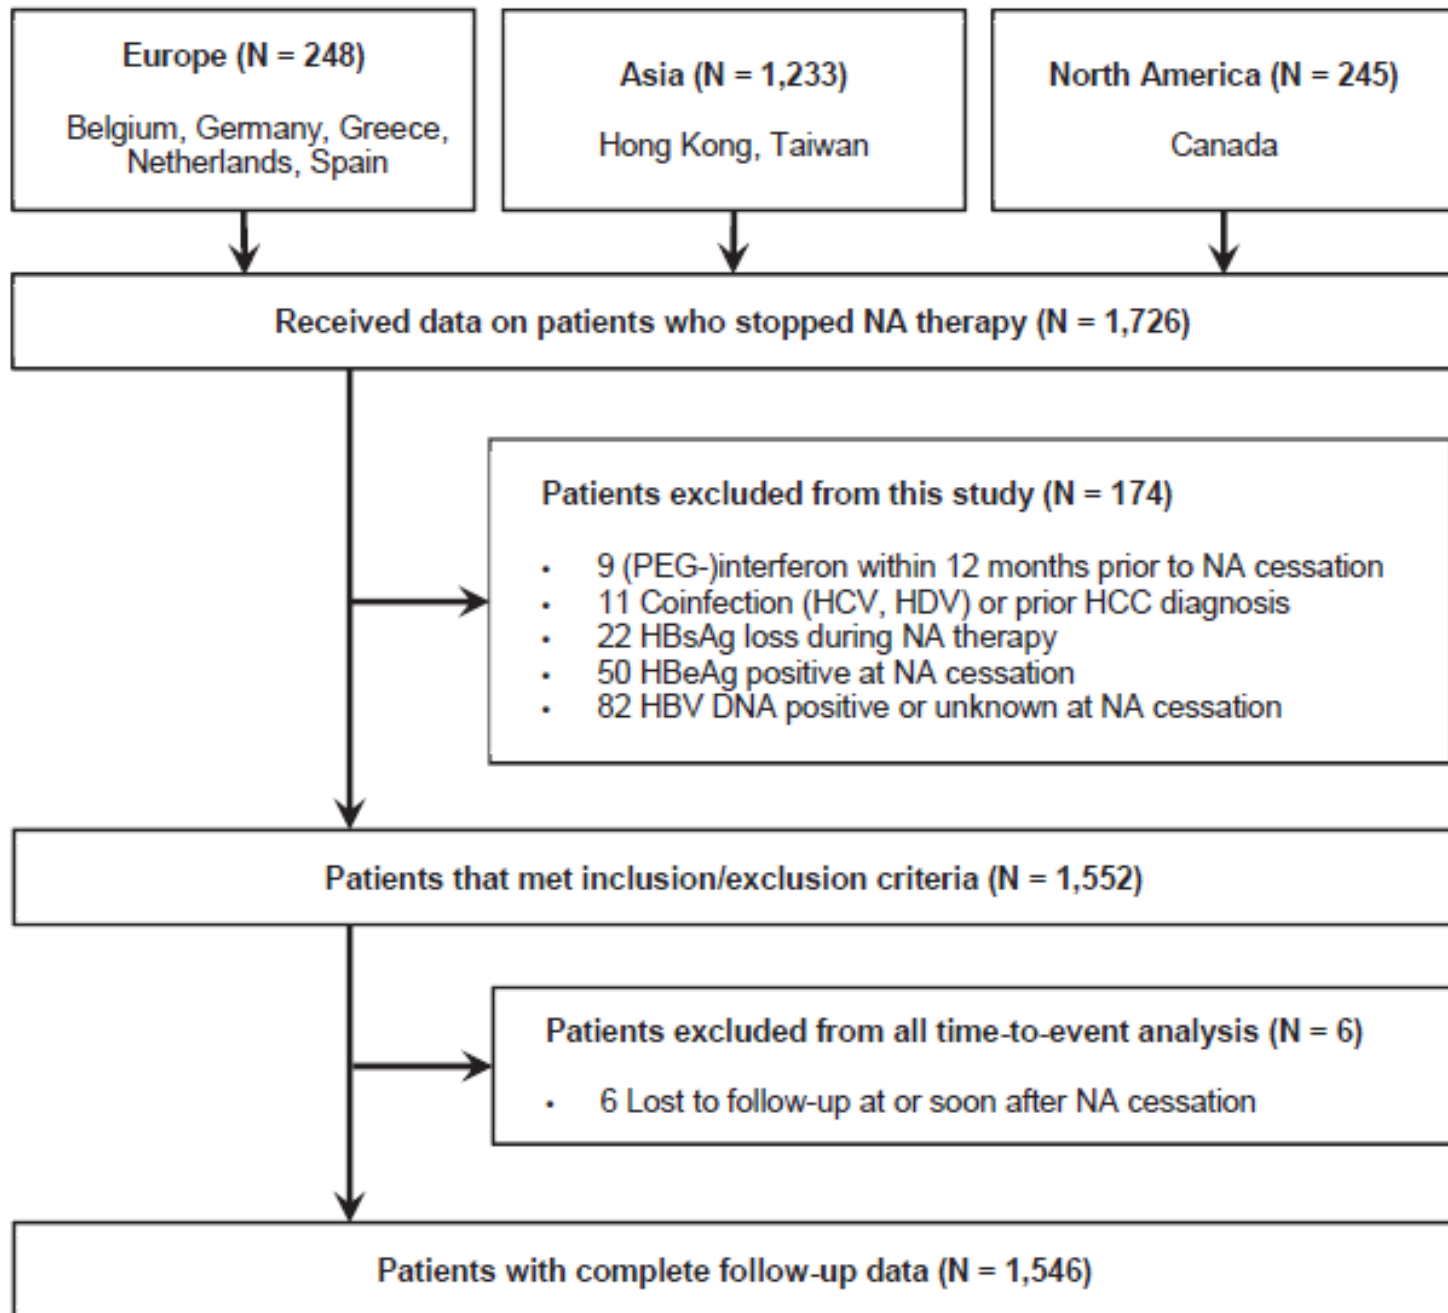 Europe (N = 248)
Belgium, Germany, Greece,
Netherlands, Spain
Asia (N = 1,233)
Hong Kong, Taiwan
North America (N = 245)
Canada
Received data on patients who stopped NA therapy (N = 1,726)
Patients excluded from this study (N = 174)
• 9 (PEG-)interferon within 12 months prior to NA cessation
• 11 Coinfection (HCV, HDV) or prior HCC diagnosis
• 22 HBsAg loss during NA therapy
• 50 HBeAg positive at NA cessation
• 82 HBV DNA positive or unknown at NA cessation
Patients that met inclusion/exclusion criteria (N = 1,552)
Patients excluded from all time-to-event analysis (N = 6)
• 6 Lost to follow-up at or soon after NA cessation
Patients with complete follow-up data (N = 1,546)